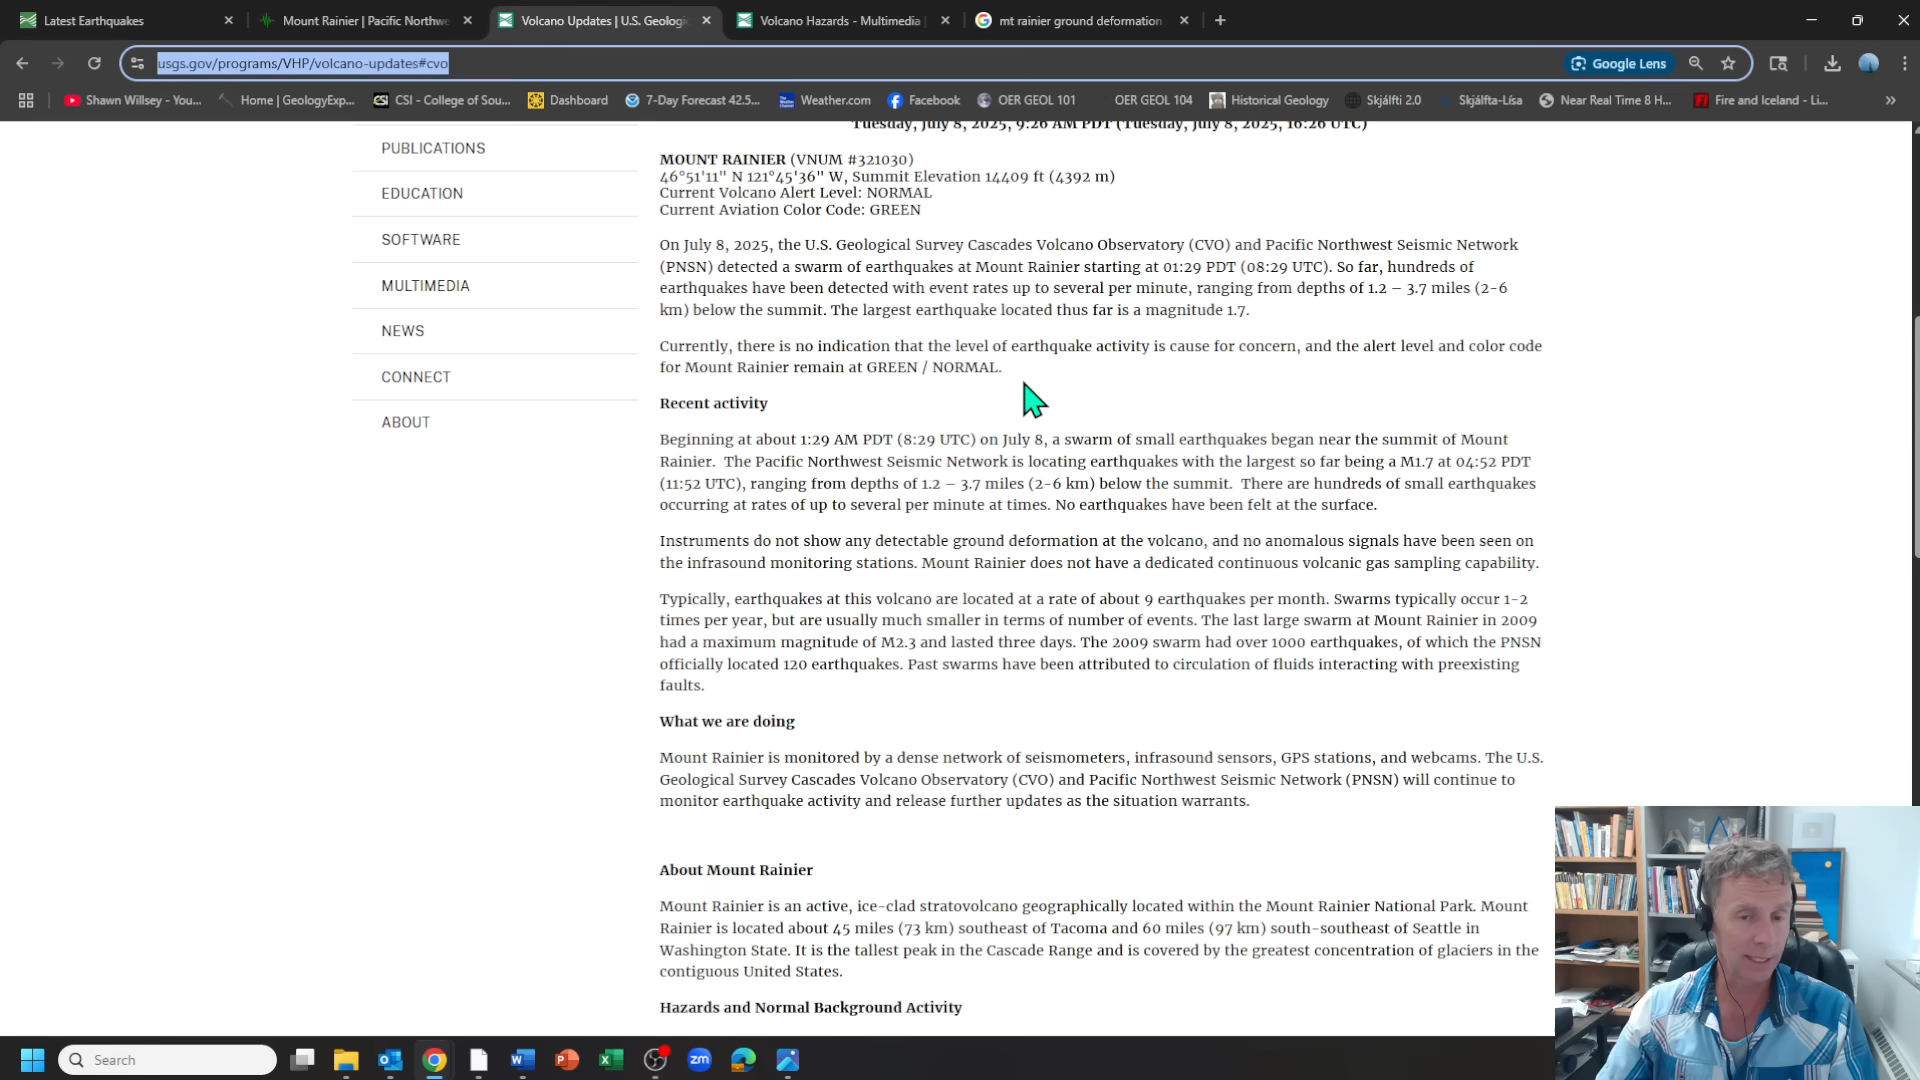 Latest Earthquakes
Mount Rainier | Pacific Northwe
Volcano Updates | U.S. Geologi
Volcano Hazards - Multimedia
mt rainier ground deformation
usgs.gov/programs/VHP/volcano-updates#cvo
Google Lens
Shawn Willsey - You...
Home | GeologyExp...
CSI - College of Sou...
Dashboard
7-Day Forecast 42.5...
Weather.com
Facebook
OER GEOL 101
OER GEOL 104
Historical Geology
Skjálfti 2.0
Skjálfta-Lísa
Near Real Time 8 H...
Fire and Iceland - Li...
PUBLICATIONS
EDUCATION
SOFTWARE
MULTIMEDIA
NEWS
CONNECT
ABOUT
Tuesday, July 8, 2025, 9:26 AM PDT (Tuesday, July 8, 2025, 16:26 UTC)
MOUNT RAINIER (VNUM #321030)
46°51'11" N 121°45'36" W, Summit Elevation 14409 ft (4392 m)
Current Volcano Alert Level: NORMAL
Current Aviation Color Code: GREEN
On July 8, 2025, the U.S. Geological Survey Cascades Volcano Observatory (CVO) and Pacific Northwest Seismic Network
(PNSN) detected a swarm of earthquakes at Mount Rainier starting at 01:29 PDT (08:29 UTC). So far, hundreds of
earthquakes have been detected with event rates up to several per minute, ranging from depths of 1.2 – 3.7 miles (2-6
km) below the summit. The largest earthquake located thus far is a magnitude 1.7.
Currently, there is no indication that the level of earthquake activity is cause for concern, and the alert level and color code
for Mount Rainier remain at GREEN / NORMAL.
Recent activity
Beginning at about 1:29 AM PDT (8:29 UTC) on July 8, a swarm of small earthquakes began near the summit of Mount
Rainier. The Pacific Northwest Seismic Network is locating earthquakes with the largest so far being a M1.7 at 04:52 PDT
(11:52 UTC), ranging from depths of 1.2 – 3.7 miles (2-6 km) below the summit. There are hundreds of small earthquakes
occurring at rates of up to several per minute at times. No earthquakes have been felt at the surface.
Instruments do not show any detectable ground deformation at the volcano, and no anomalous signals have been seen on
the infrasound monitoring stations. Mount Rainier does not have a dedicated continuous volcanic gas sampling capability.
Typically, earthquakes at this volcano are located at a rate of about 9 earthquakes per month. Swarms typically occur 1-2
times per year, but are usually much smaller in terms of number of events. The last large swarm at Mount Rainier in 2009
had a maximum magnitude of M2.3 and lasted three days. The 2009 swarm had over 1000 earthquakes, of which the PNSN
officially located 120 earthquakes. Past swarms have been attributed to circulation of fluids interacting with preexisting
faults.
What we are doing
Mount Rainier is monitored by a dense network of seismometers, infrasound sensors, GPS stations, and webcams. The U.S.
Geological Survey Cascades Volcano Observatory (CVO) and Pacific Northwest Seismic Network (PNSN) will continue to
monitor earthquake activity and release further updates as the situation warrants.
About Mount Rainier
Mount Rainier is an active, ice-clad stratovolcano geographically located within the Mount Rainier National Park. Mount
Rainier is located about 45 miles (73 km) southeast of Tacoma and 60 miles (97 km) south-southeast of Seattle in
Washington State. It is the tallest peak in the Cascade Range and is covered by the greatest concentration of glaciers in the
contiguous United States.
Hazards and Normal Background Activity
Search